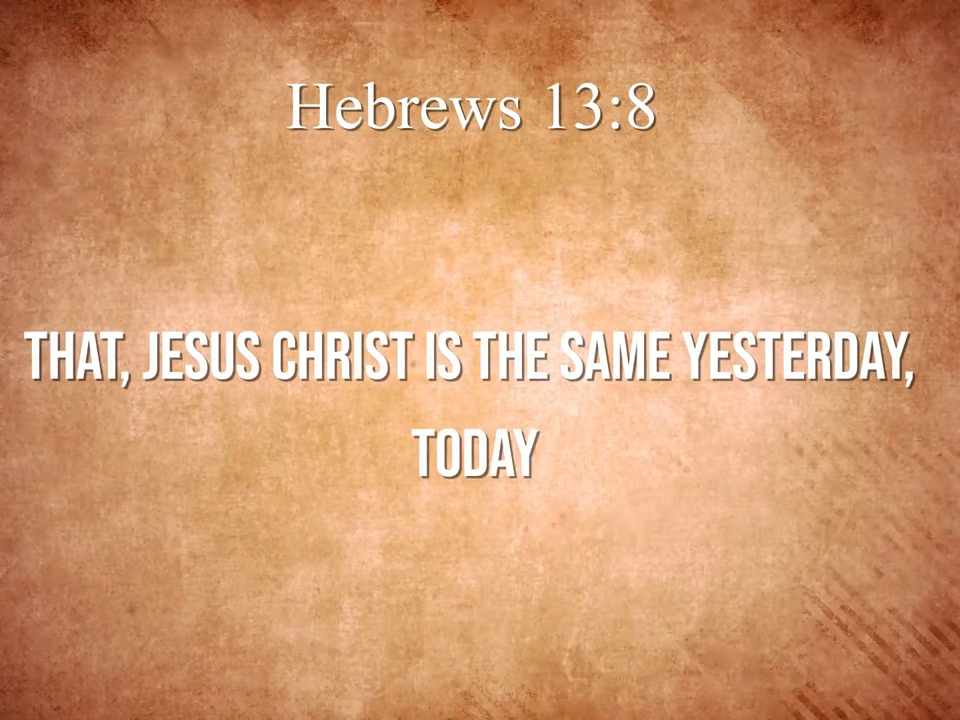 Hebrews 13:8
THAT, JESUS CHRIST IS THE SAME YESTERDAY,
TODAY